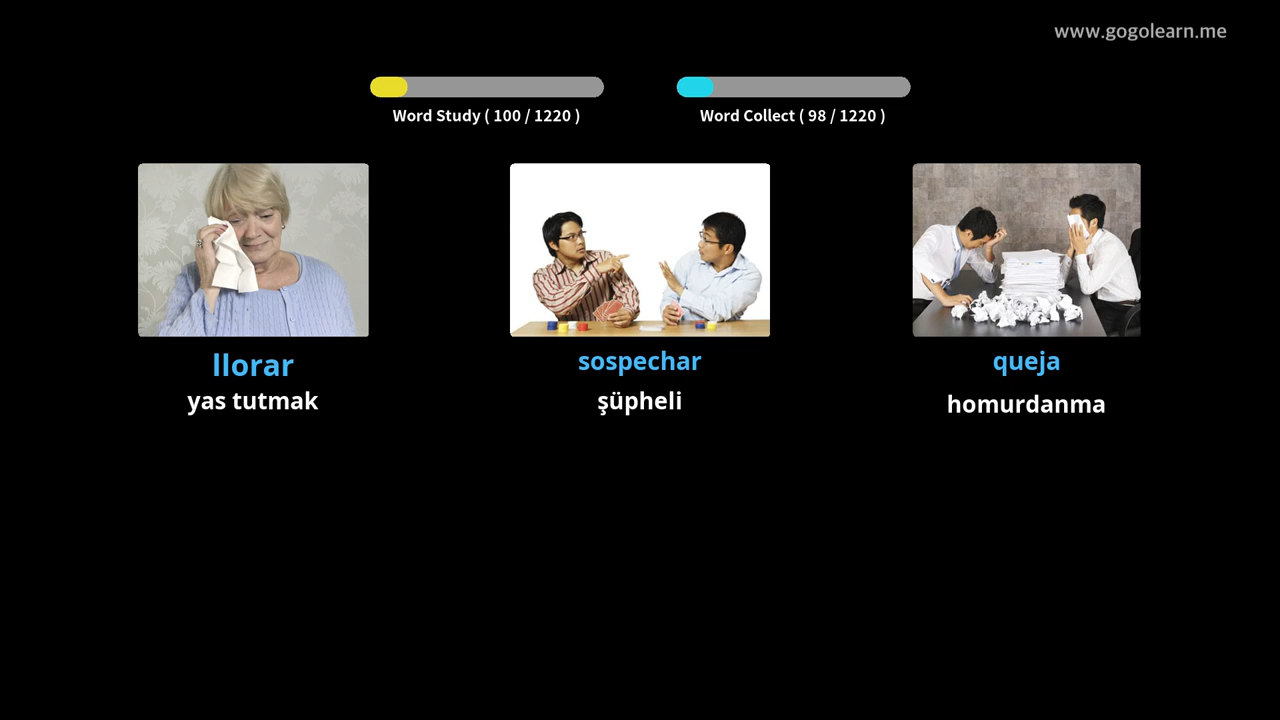 www.gogolearn.me
Word Study ( 100 / 1220 )
Word Collect ( 98 / 1220 )
llorar
yas tutmak
sospechar
şüpheli
queja
homurdanma